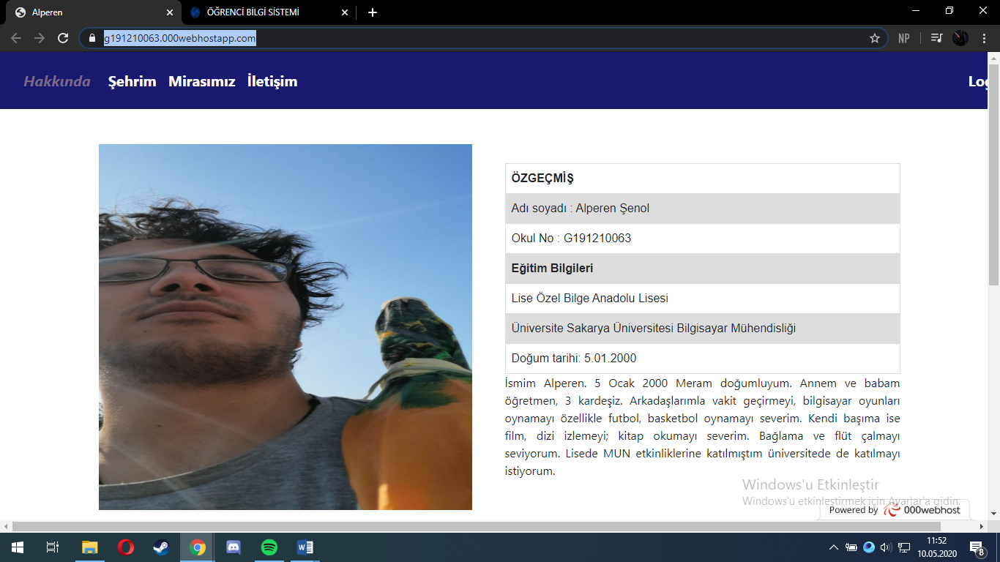 Alperen
ÖĞRENCİ BİLGİ SİSTEMİ
g191210063.000webhostapp.com
NP
Hakkında Şehrim Mirasımız İletişim
ÖZGEÇMİŞ
Adı soyadı : Alperen Şenol
Okul No : G191210063
Eğitim Bilgileri
Lise Özel Bilge Anadolu Lisesi
Üniversite Sakarya Üniversitesi Bilgisayar Mühendisliği
Doğum tarihi: 5.01.2000
İsmim Alperen. 5 Ocak 2000 Meram doğumluyum. Annem ve babam
öğretmen, 3 kardeşiz. Arkadaşlarımla vakit geçirmeyi, bilgisayar oyunları
oynamayı özellikle futbol, basketbol oynamayı severim. Kendi başıma ise
film, dizi izlemeyi; kitap okumayı severim. Bağlama ve flüt çalmayı
seviyorum. Lisede MUN etkinliklerine katılmıştım üniversitede de katılmayı
istiyorum.
Windows'u Etkinleştir
Windows'u etkinleştirmek için Ayarlar'a gidin.
Powered by 000webhost
11:52
10.05.2020
8